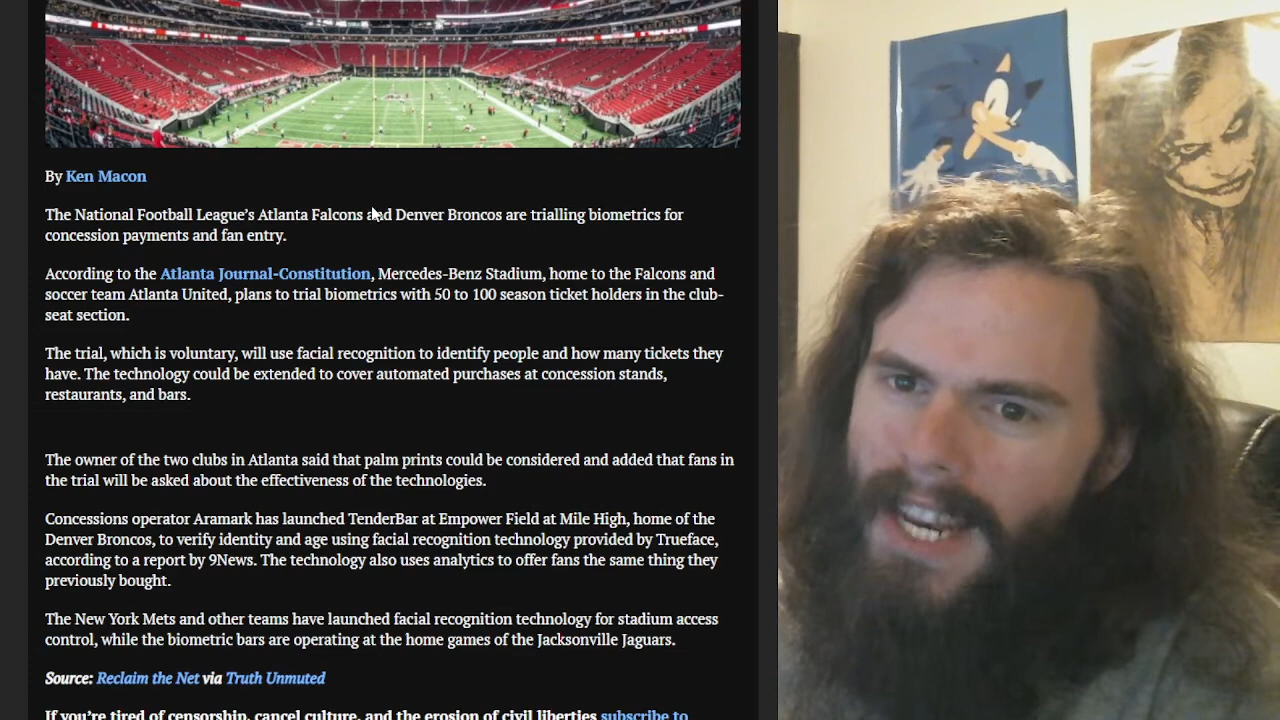 By Ken Macon
The National Football League's Atlanta Falcons and Denver Broncos are trialling biometrics for
concession payments and fan entry.
According to the Atlanta Journal-Constitution, Mercedes-Benz Stadium, home to the Falcons and
soccer team Atlanta United, plans to trial biometrics with 50 to 100 season ticket holders in the club-
seat section.
The trial, which is voluntary, will use facial recognition to identify people and how many tickets they
have. The technology could be extended to cover automated purchases at concession stands,
restaurants, and bars.
The owner of the two clubs in Atlanta said that palm prints could be considered and added that fans in
the trial will be asked about the effectiveness of the technologies.
Concessions operator Aramark has launched TenderBar at Empower Field at Mile High, home of the
Denver Broncos, to verify identity and age using facial recognition technology provided by Trueface,
according to a report by 9News. The technology also uses analytics to offer fans the same thing they
previously bought.
The New York Mets and other teams have launched facial recognition technology for stadium access
control, while the biometric bars are operating at the home games of the Jacksonville Jaguars.
Source: Reclaim the Net via Truth Unmuted
If you're tired of censorship, cancel culture, and the erosion of civil liberties subscribe to